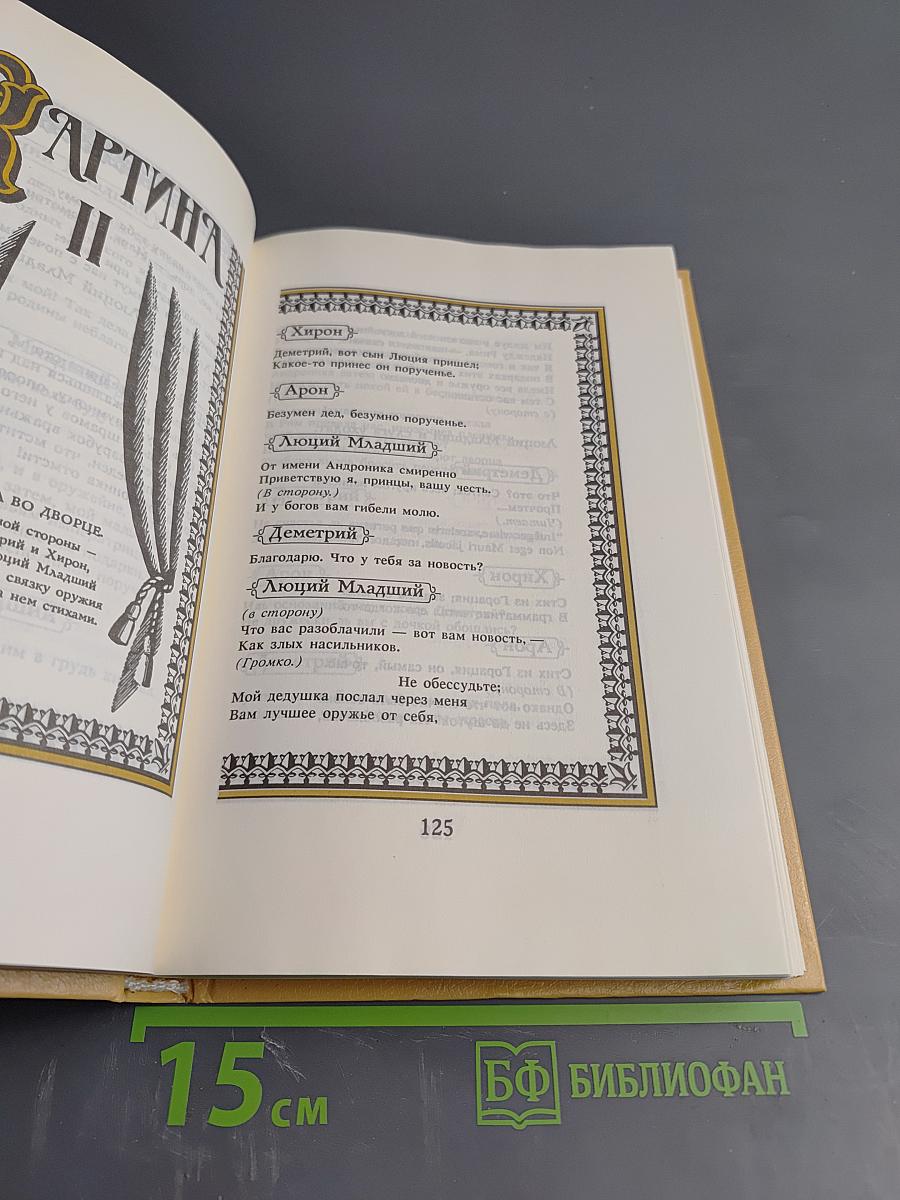 КАРТИНА
II
А ВО ДВОРЦЕ.
ной стороны —
рий и Хирон,
юций Младший
связку оружия
а нем стихами.
Хирон
Деметрий, вот сын Люция пришел;
Какое-то принес он порученье.
Арон
Безумен дед, безумно порученье.
Люций Младший
От имени Андроника смиренно
Приветствую я, принцы, вашу честь.
(В сторону.)
И у богов вам гибели молю.
Деметрий
Благодарю. Что у тебя за новость?
Люций Младший
(в сторону)
Что вас разоблачили — вот вам новость, —
Как злых насильников.
(Громко.)
Не обессудьте;
Мой дедушка послал через меня
Вам лучшее оружье от себя,
125
15 см
БФ БИБЛИОФАН